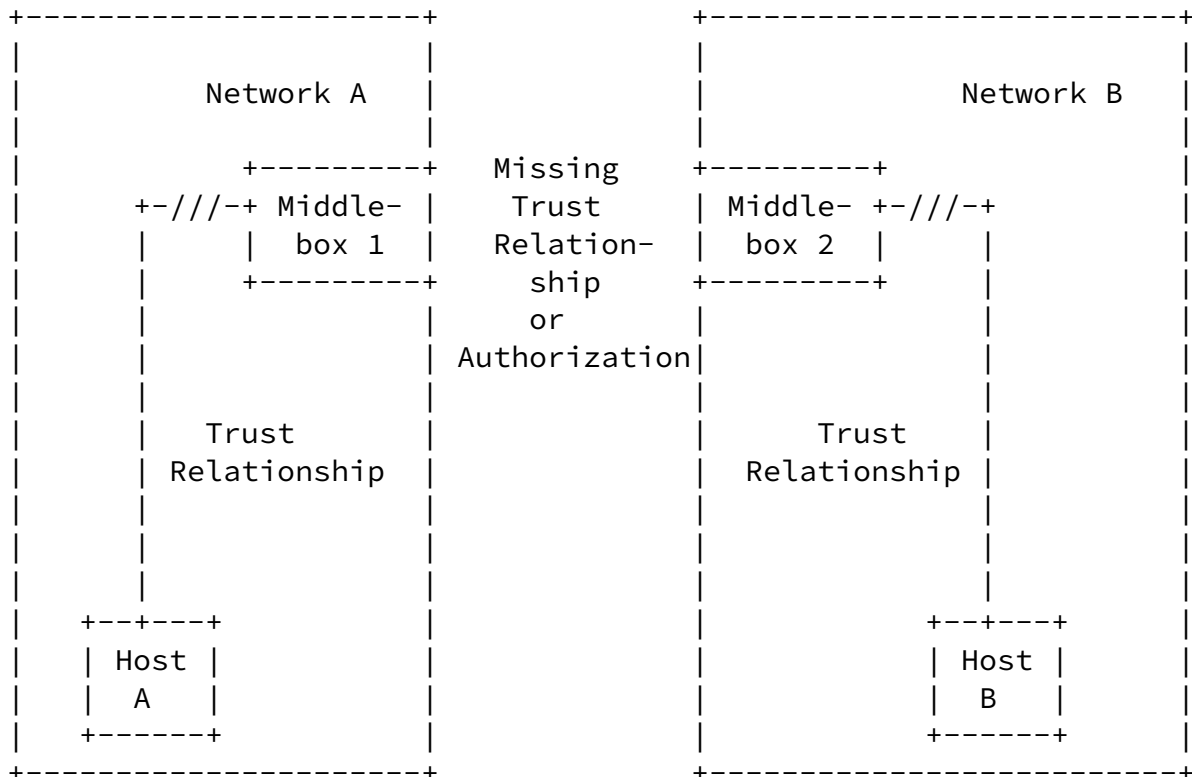 Network A Network B
Middle- Missing Middle-
box 1 Trust box 2
Relation-
ship
or
Authorization
Trust Trust
Relationship Relationship
Host Host
A B